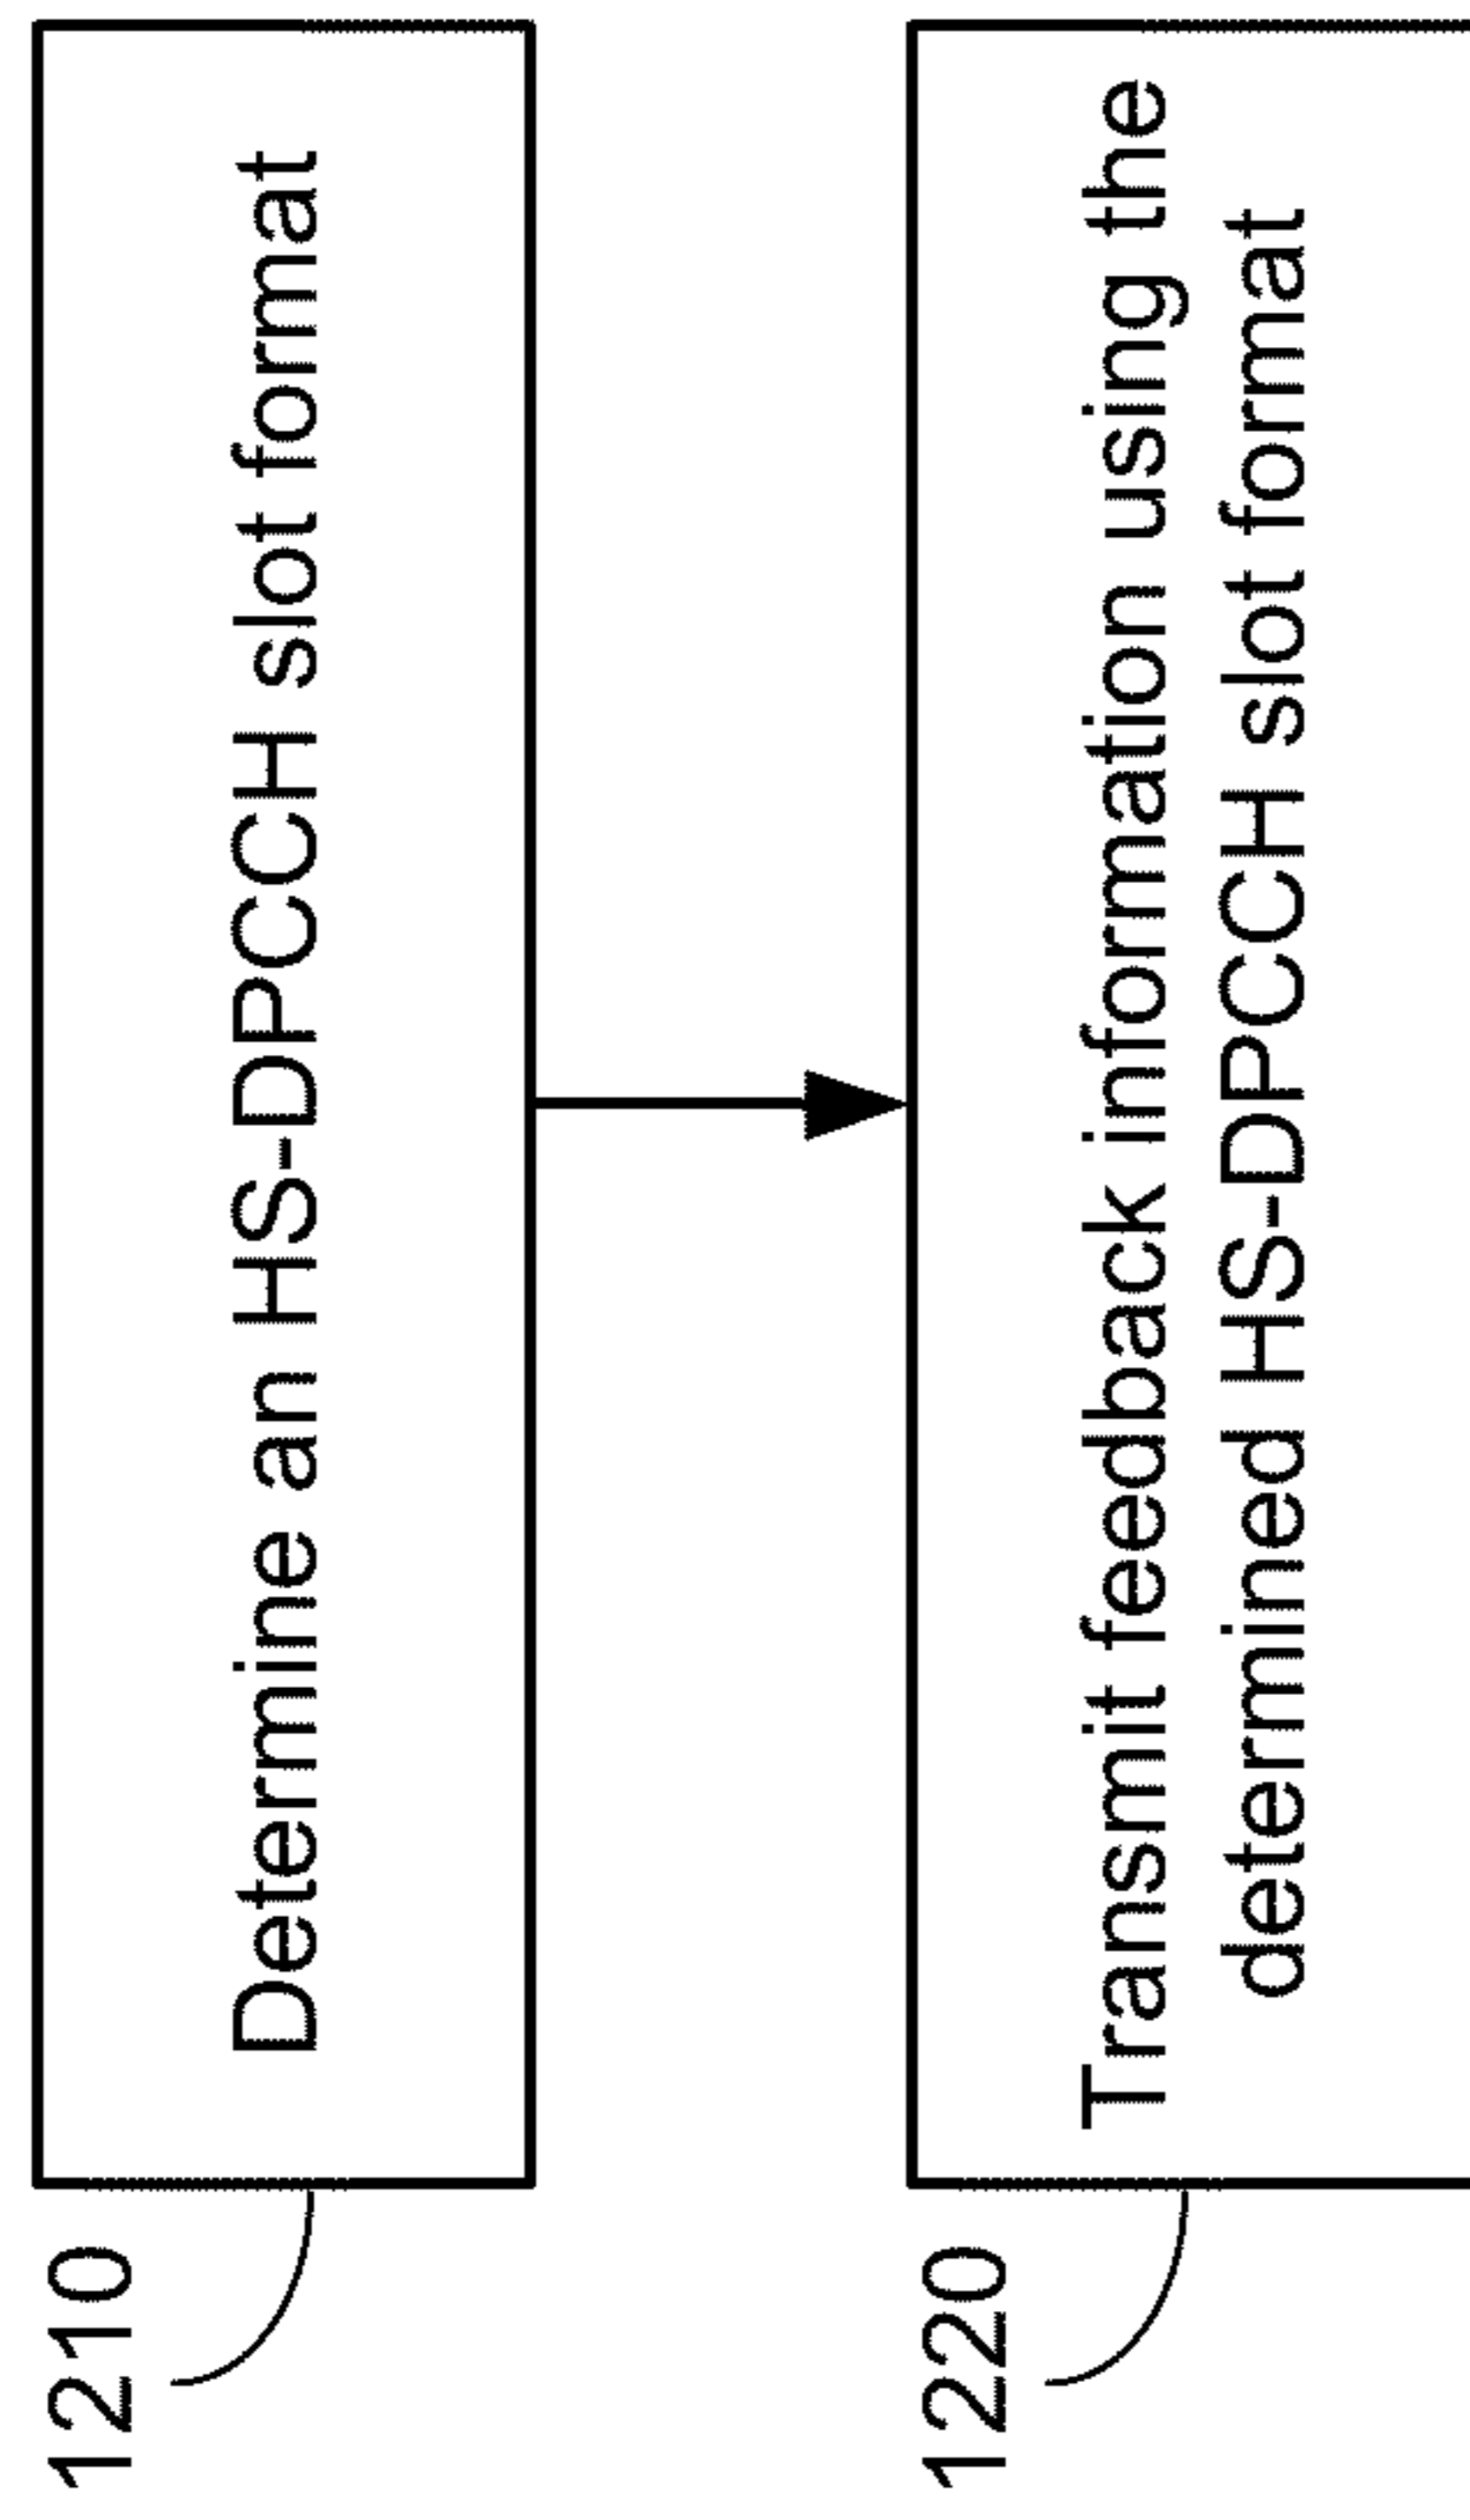 1210
Determine an HS-DPCCH slot format
1220
Transmit feedback information using the
determined HS-DPCCH slot format